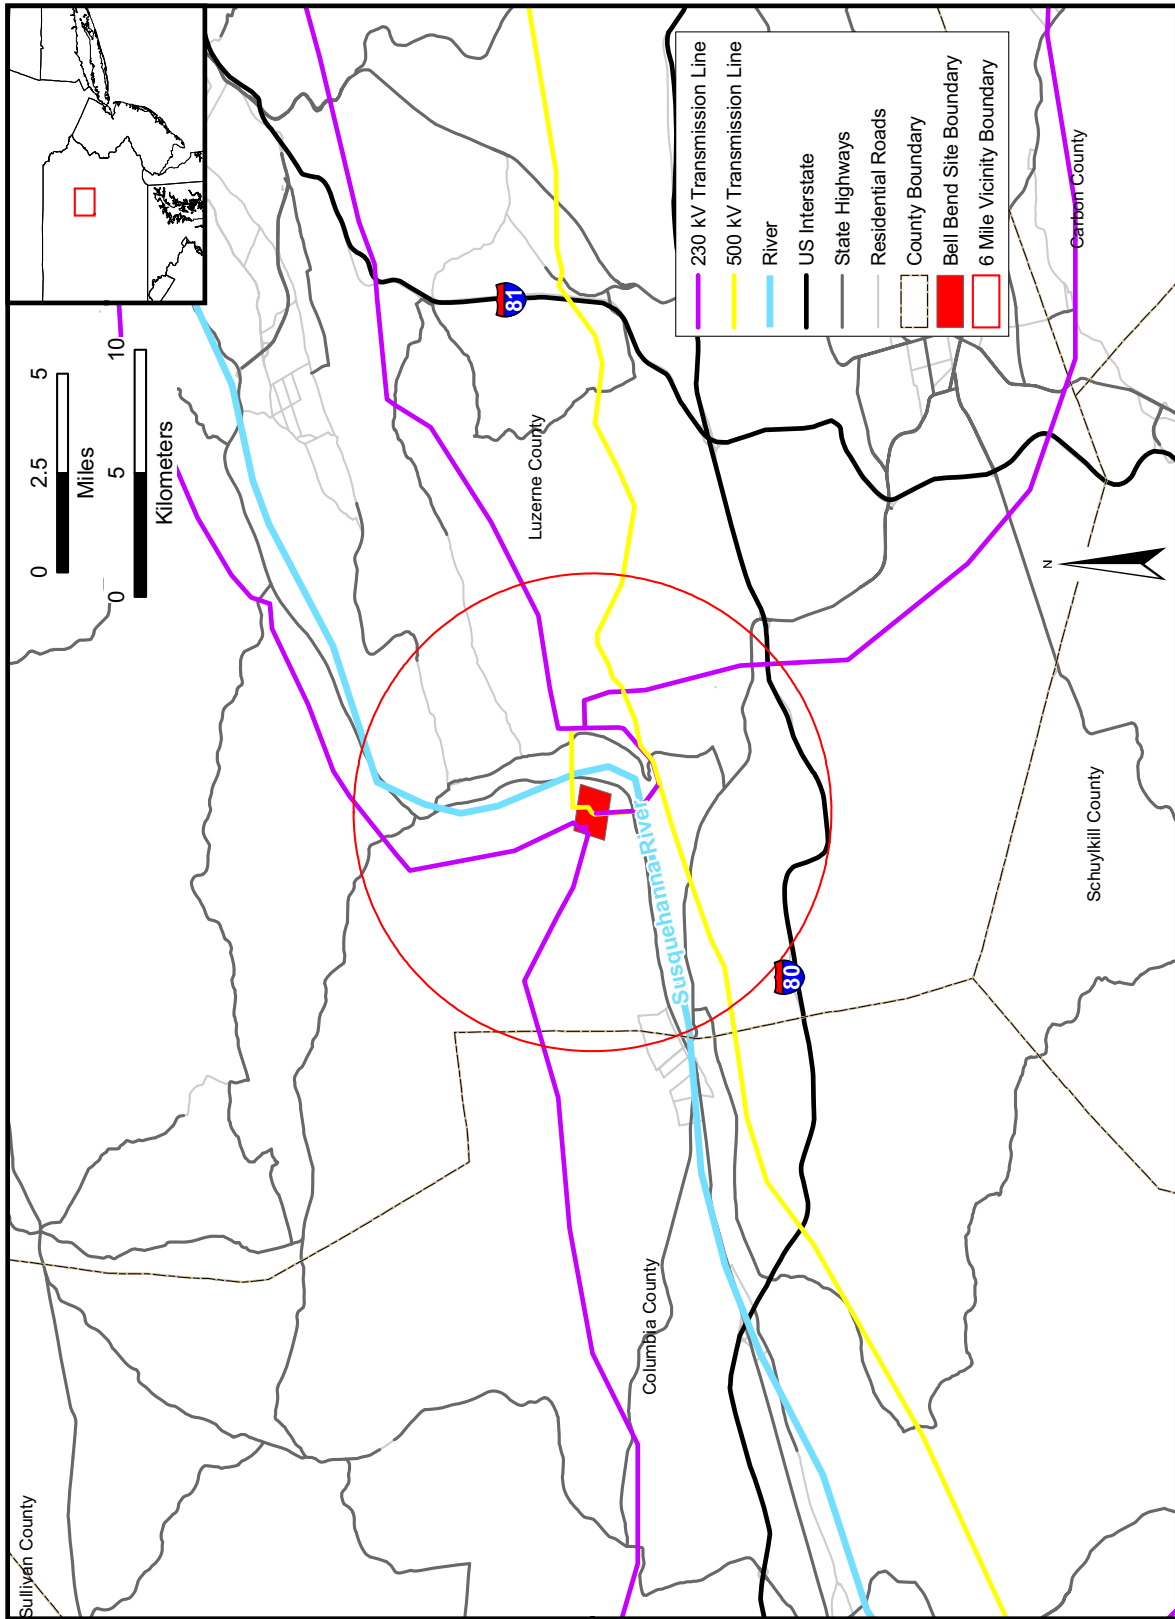 Sullivan County
Columbia County
Luzerne County
Schuylkill County
Carbon County
Susquehanna River
80
81
0 2.5 5
Miles
0 5 10
Kilometers
N
230 kV Transmission Line
500 kV Transmission Line
River
US Interstate
State Highways
Residential Roads
County Boundary
Bell Bend Site Boundary
6 Mile Vicinity Boundary